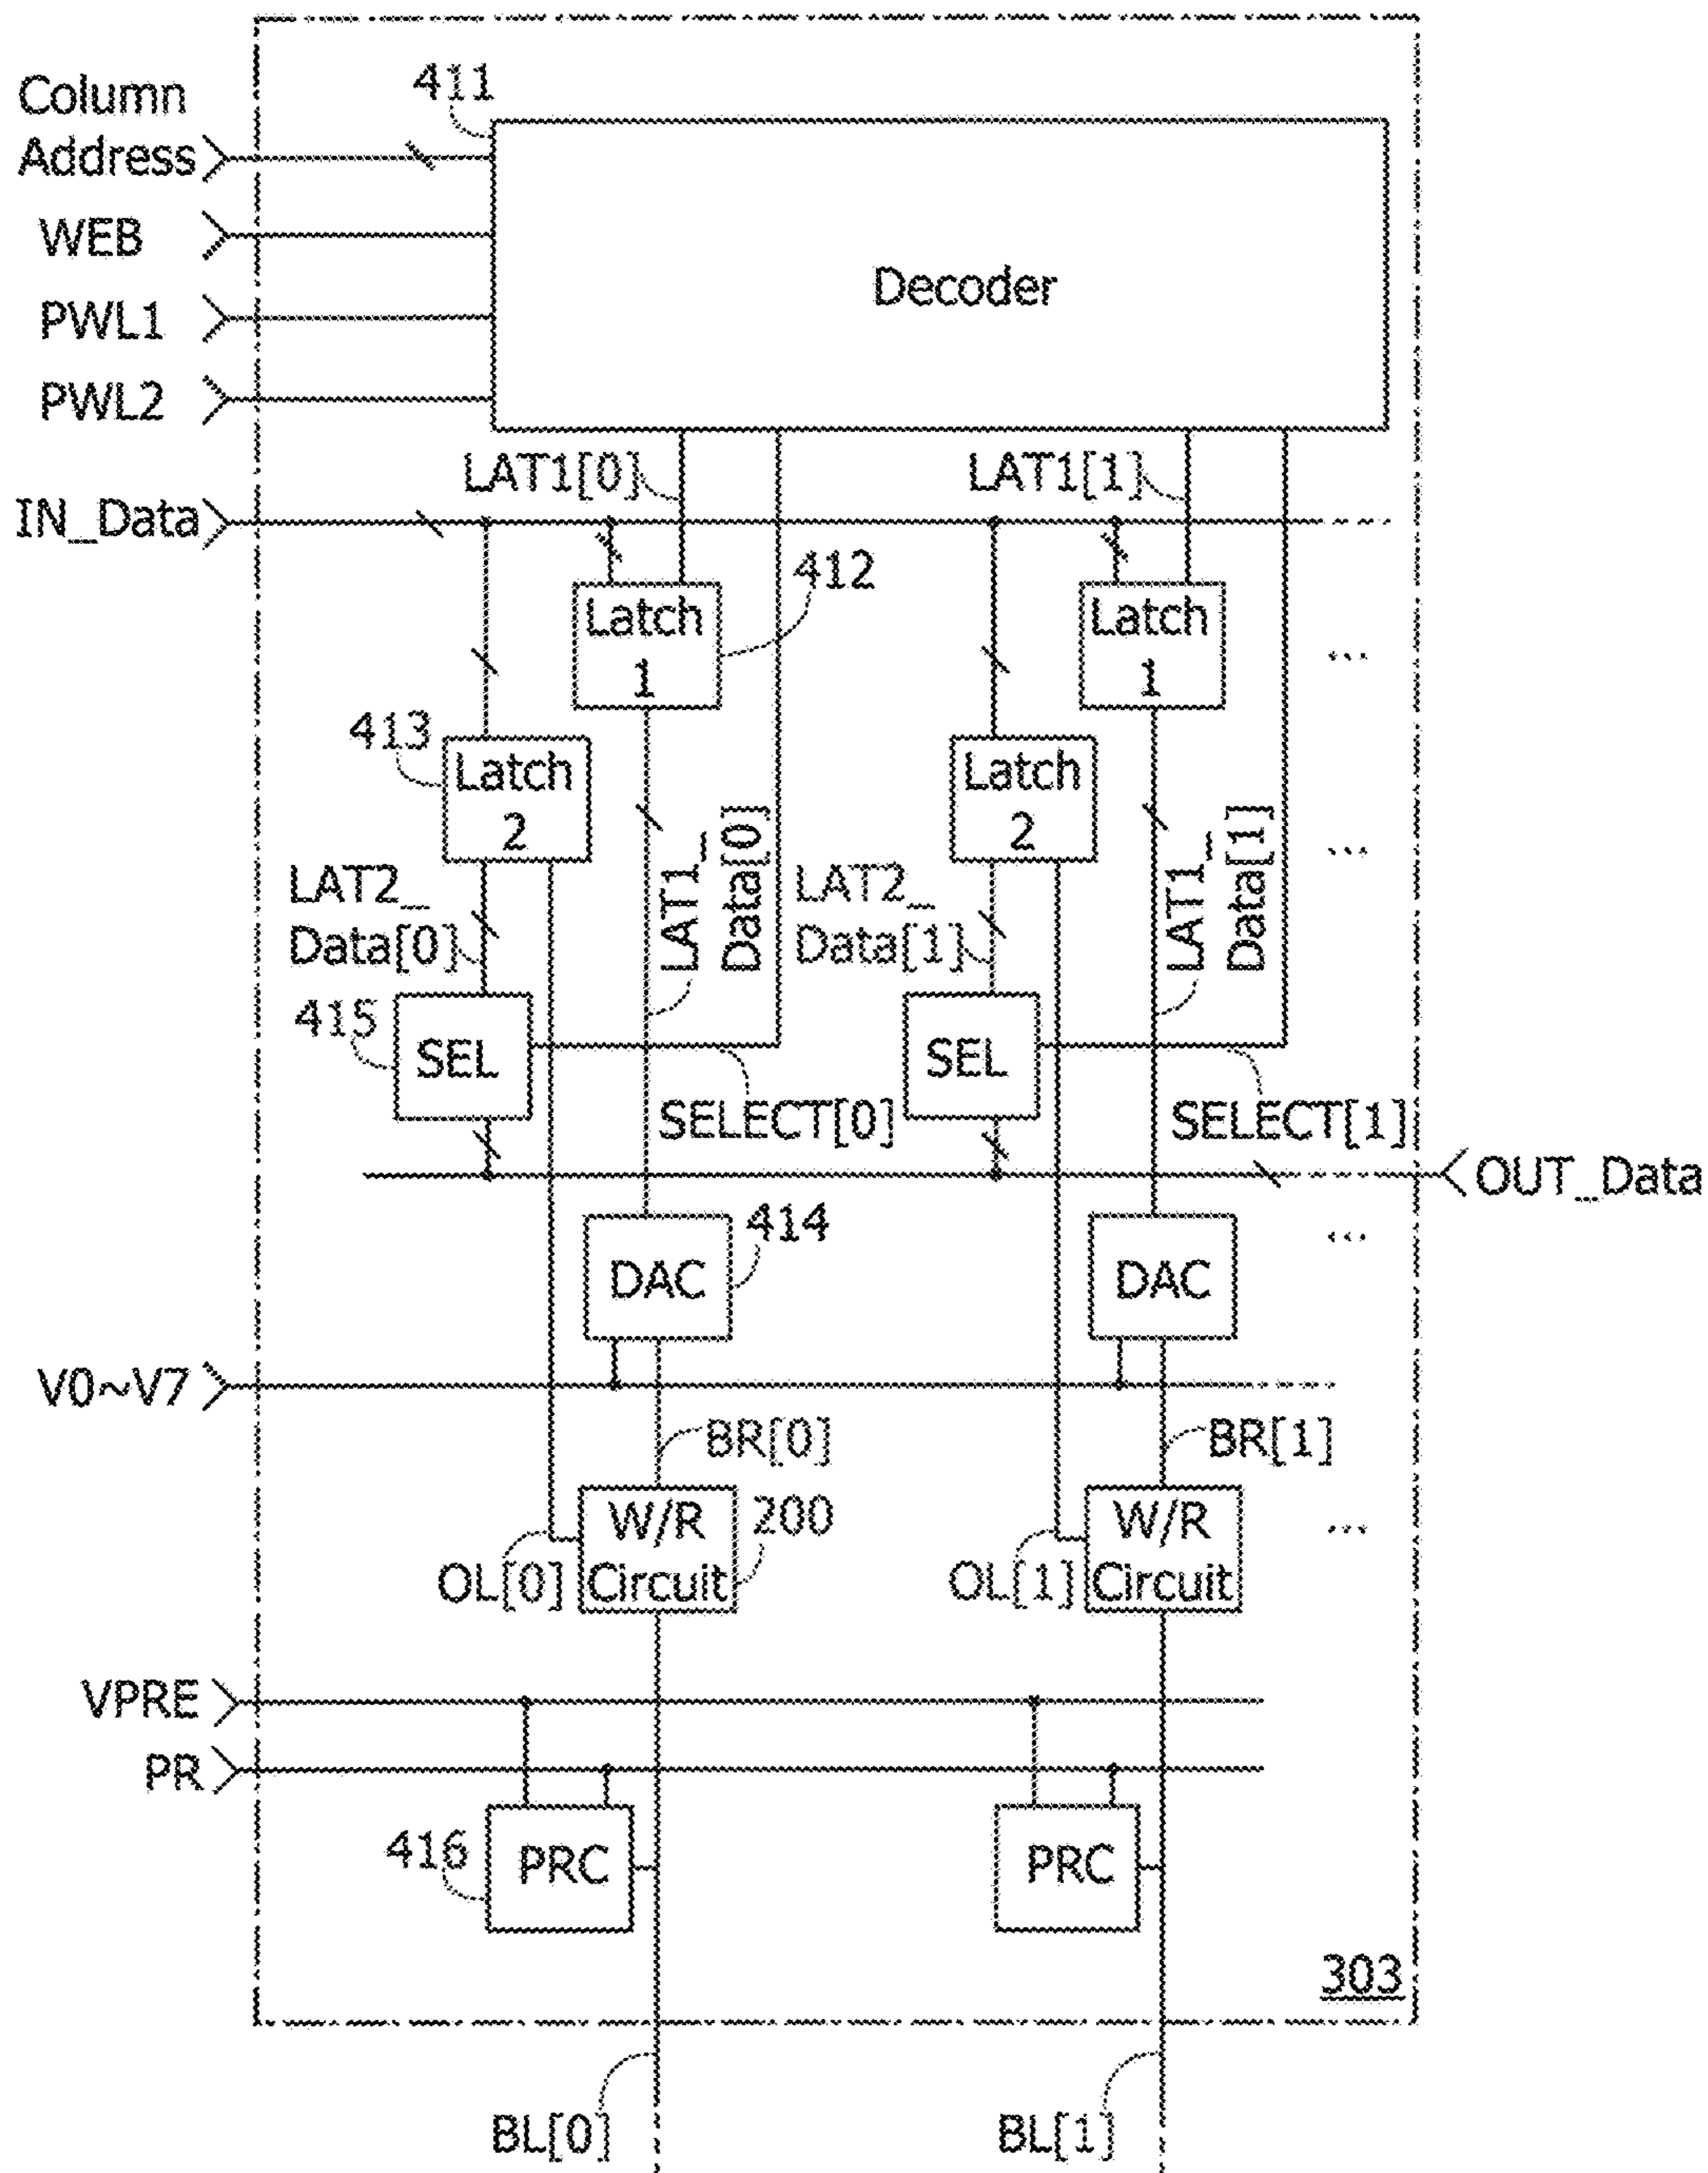 411
Column
Address
WEB
Decoder
PWL1
PWL2
LAT1[0]
LAT1[1]
IN_Data
412
Latch
1
Latch
1
413
Latch
2
Latch
2
LAT1_
Data[0]
LAT1_
Data[1]
LAT2_
Data[0]
LAT2_
Data[1]
415
SEL
SEL
SELECT[0]
SELECT[1]
OUT_Data
414
DAC
DAC
V0~V7
BR[0]
BR[1]
W/R
Circuit
200
W/R
Circuit
OL[0]
OL[1]
VPRE
PR
416
PRC
PRC
303
BL[0]
BL[1]